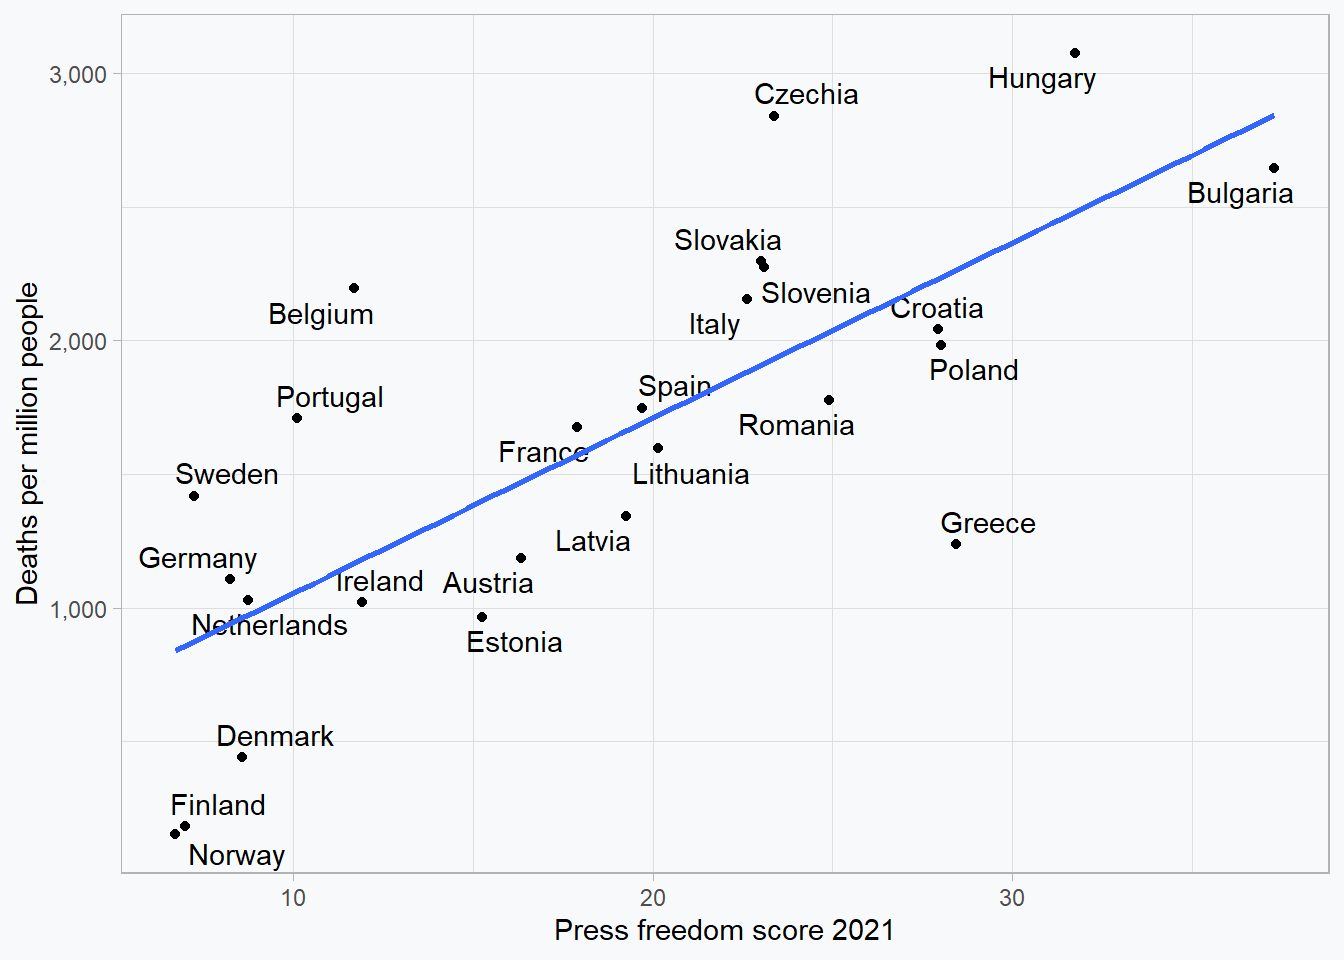 3,000
2,000
1,000
Deaths per million people
Hungary
Czechia
Bulgaria
Slovakia
Slovenia
Belgium
Italy
Croatia
Poland
Portugal
Spain
Romania
France
Sweden
Lithuania
Greece
Latvia
Germany
Ireland
Austria
Netherlands
Estonia
Denmark
Finland
Norway
10
20
30
Press freedom score 2021